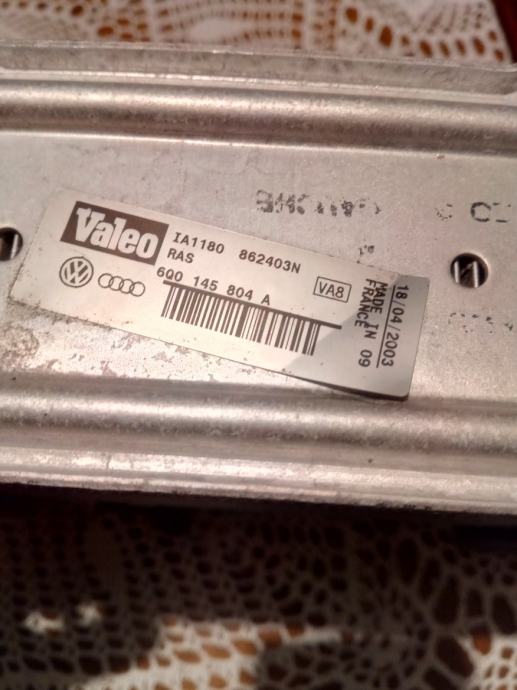 Valeo
IA1180 862403N
RAS
6Q0 145 804 A
VA8
18/04/2003
MADE IN 09
FRANCE